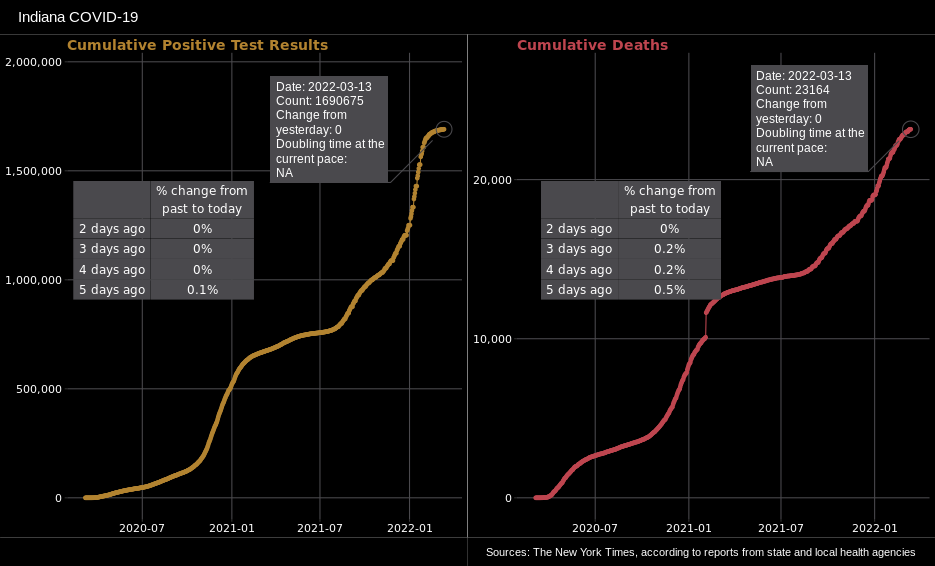 Indiana COVID-19
Cumulative Positive Test Results
2,000,000
1,500,000
1,000,000
500,000
0
2020-07 2021-01 2021-07 2022-01
Date: 2022-03-13
Count: 1690675
Change from
yesterday: 0
Doubling time at the
current pace:
NA
% change from
past to today
2 days ago 0%
3 days ago 0%
4 days ago 0%
5 days ago 0.1%
Cumulative Deaths
20,000
10,000
0
2020-07 2021-01 2021-07 2022-01
Date: 2022-03-13
Count: 23164
Change from
yesterday: 0
Doubling time at the
current pace:
NA
% change from
past to today
2 days ago 0%
3 days ago 0.2%
4 days ago 0.2%
5 days ago 0.5%
Sources: The New York Times, according to reports from state and local health agencies